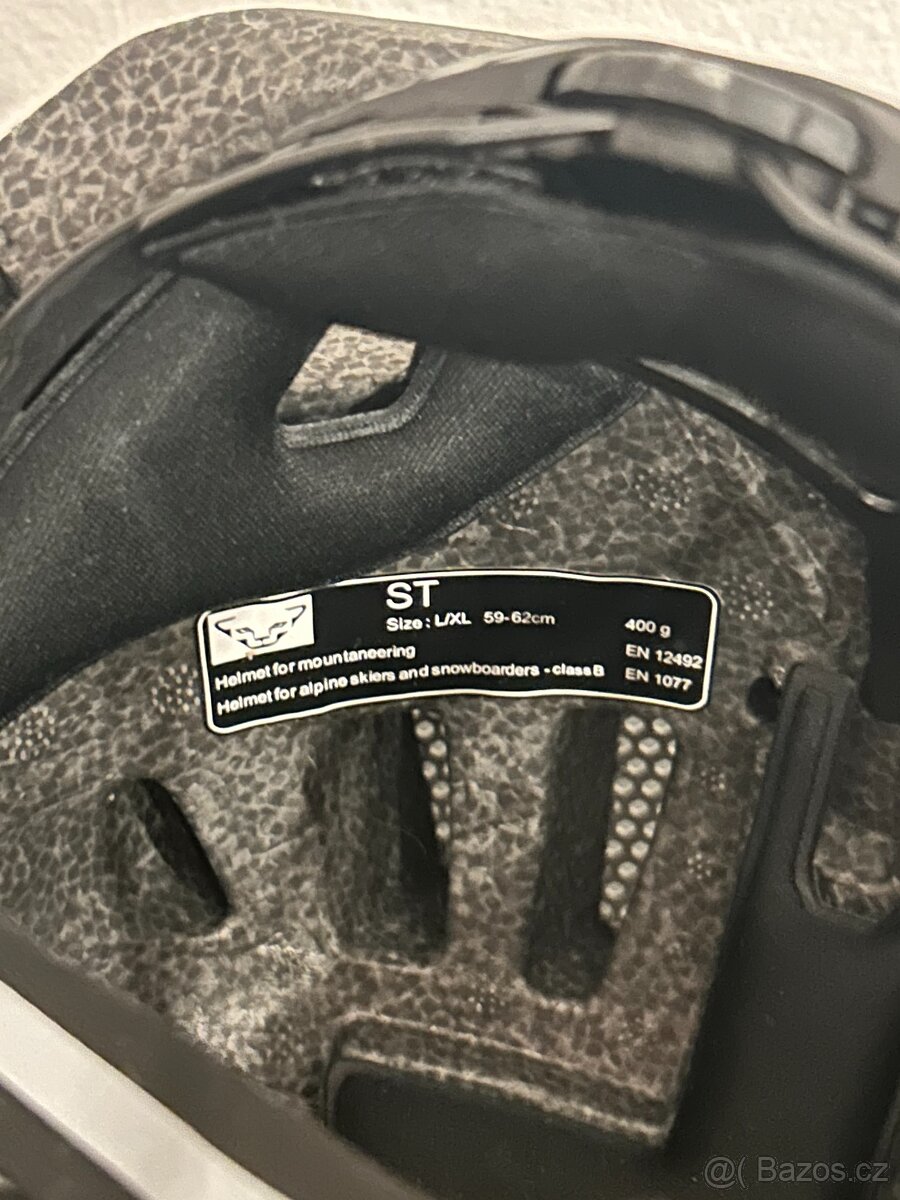 ST
Size : L/XL 59-62cm 400 g
Helmet for mountaneering EN 12492
Helmet for alpine skiers and snowboarders - class B EN 1077
@( Bazos.cz